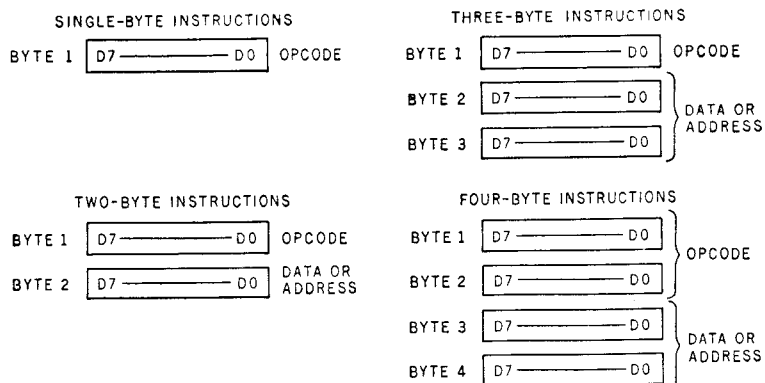 SINGLE-BYTE INSTRUCTIONS
BYTE 1 D7 D0 OPCODE
THREE-BYTE INSTRUCTIONS
BYTE 1 D7 D0 OPCODE
BYTE 2 D7 D0
BYTE 3 D7 D0
DATA OR
ADDRESS
TWO-BYTE INSTRUCTIONS
BYTE 1 D7 D0 OPCODE
BYTE 2 D7 D0 DATA OR
ADDRESS
FOUR-BYTE INSTRUCTIONS
BYTE 1 D7 D0
BYTE 2 D7 D0
OPCODE
BYTE 3 D7 D0
BYTE 4 D7 D0
DATA OR
ADDRESS